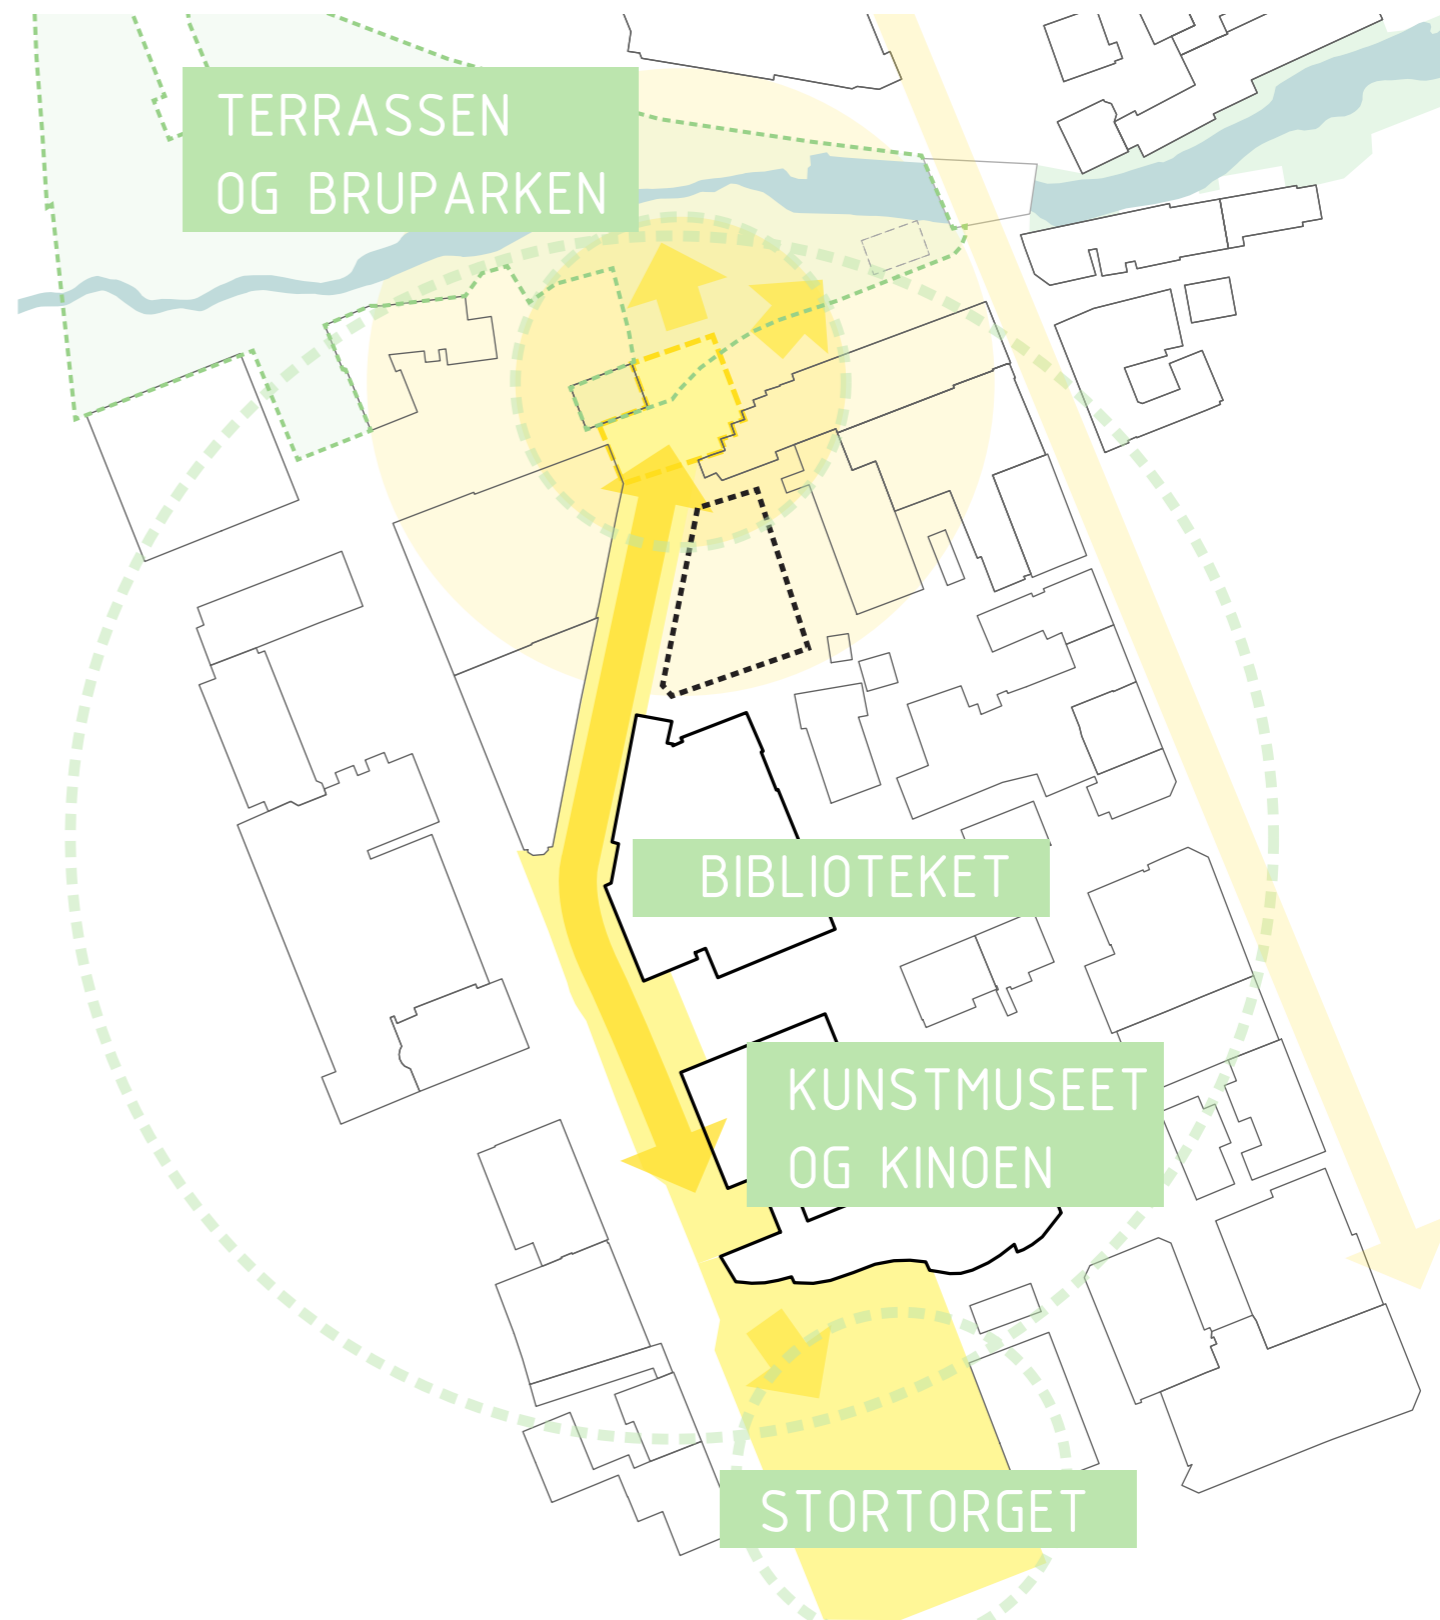 TERRASSEN
OG BRUPARKEN
BIBLIOTEKET
KUNSTMUSEET
OG KINOEN
STORTORGET